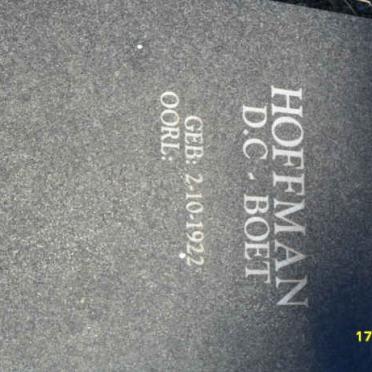 HOFFMAN
D.C - BOET
GEB: 2-10-1922
OORL:
17